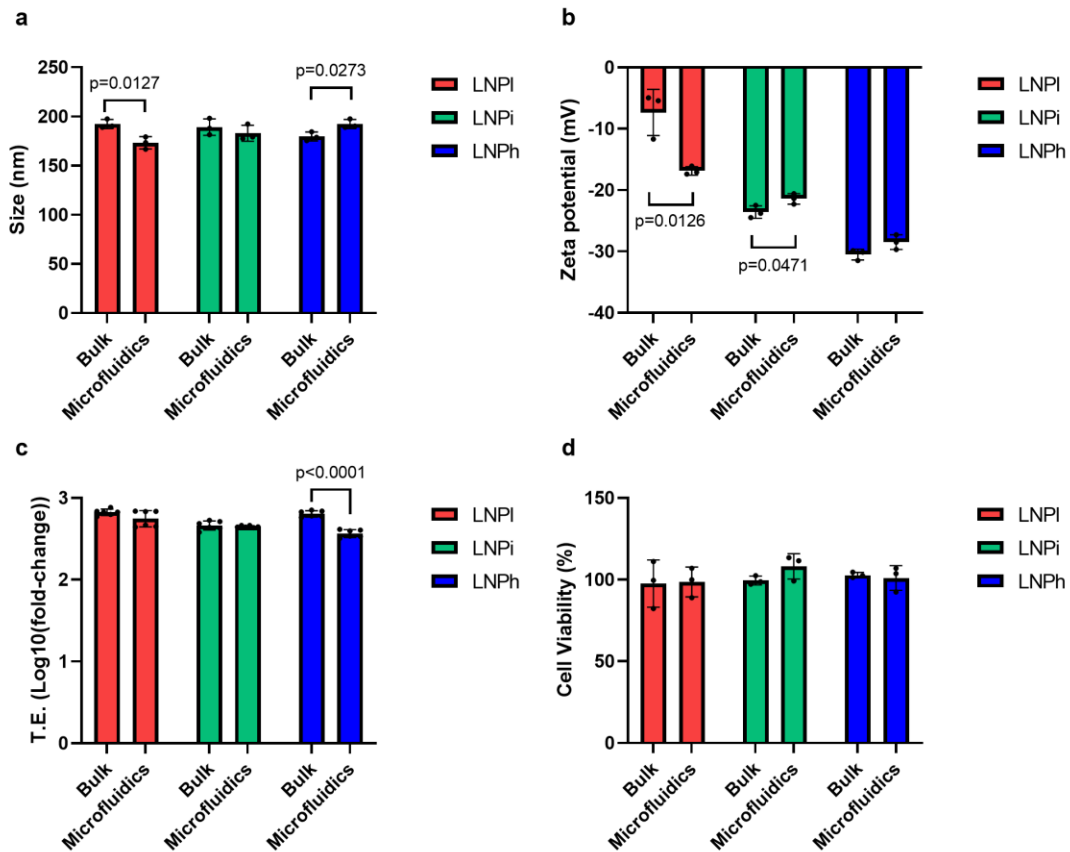 a
Size (nm)
250
200
150
100
50
0
p=0.0127
p=0.0273
Bulk
Microfluidics
Bulk
Microfluidics
Bulk
Microfluidics
LNPl
LNPi
LNPh
b
Zeta potential (mV)
0
-10
-20
-30
-40
p=0.0126
p=0.0471
Bulk
Microfluidics
Bulk
Microfluidics
Bulk
Microfluidics
LNPl
LNPi
LNPh
c
T.E. (Log10(fold-change))
3
2
1
0
p<0.0001
Bulk
Microfluidics
Bulk
Microfluidics
Bulk
Microfluidics
LNPl
LNPi
LNPh
d
Cell Viability (%)
150
100
50
0
Bulk
Microfluidics
Bulk
Microfluidics
Bulk
Microfluidics
LNPl
LNPi
LNPh